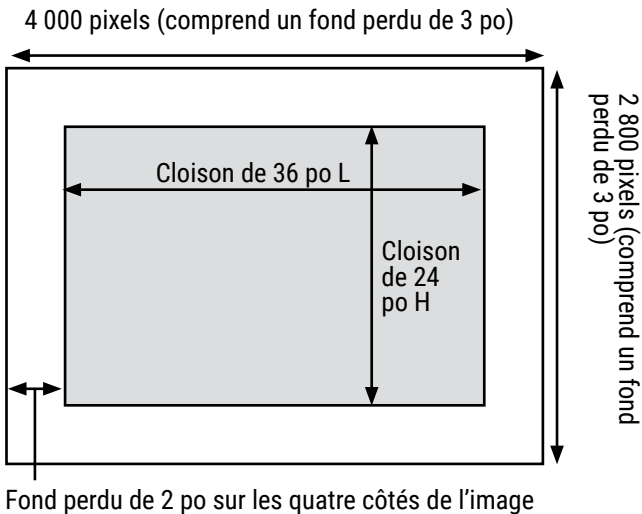 4 000 pixels (comprend un fond perdu de 3 po)
Cloison de 36 po L
Cloison
de 24
po H
2 800 pixels (comprend un fond
perdu de 3 po)
Fond perdu de 2 po sur les quatre côtés de l’image